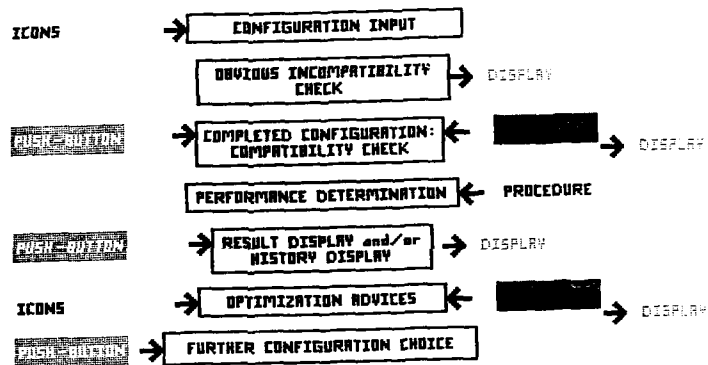 ICONS CONFIGURATION INPUT
OBVIOUS INCOMPATIBILITY
CHECK
DISPLAY
PUSH-BUTTON COMPLETED CONFIGURATION:
COMPATIBILITY CHECK
DISPLAY
PERFORMANCE DETERMINATION PROCEDURE
PUSH-BUTTON RESULT DISPLAY and/or
HISTORY DISPLAY
DISPLAY
ICONS OPTIMIZATION ADVICES
DISPLAY
PUSH-BUTTON FURTHER CONFIGURATION CHOICE